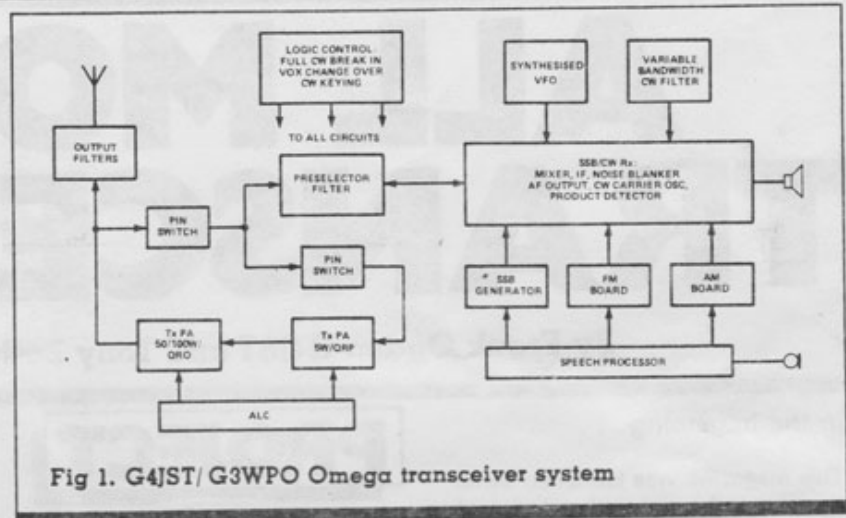 LOGIC CONTROL:
FULL CW BREAK IN
VOX CHANGE OVER
CW KEYING
SYNTHESISED
VFO
VARIABLE
BANDWIDTH
CW FILTER
TO ALL CIRCUITS
OUTPUT
FILTERS
PRESELECTOR
FILTER
SSB/CW Rx:
MIXER, IF, NOISE BLANKER
AF OUTPUT, CW CARRIER OSC,
PRODUCT DETECTOR
PIN
SWITCH
PIN
SWITCH
SSB
GENERATOR
FM
BOARD
AM
BOARD
Tx PA
50/100W/
QRO
Tx PA
5W/QRP
SPEECH PROCESSOR
ALC
Fig 1. G4JST/ G3WPO Omega transceiver system